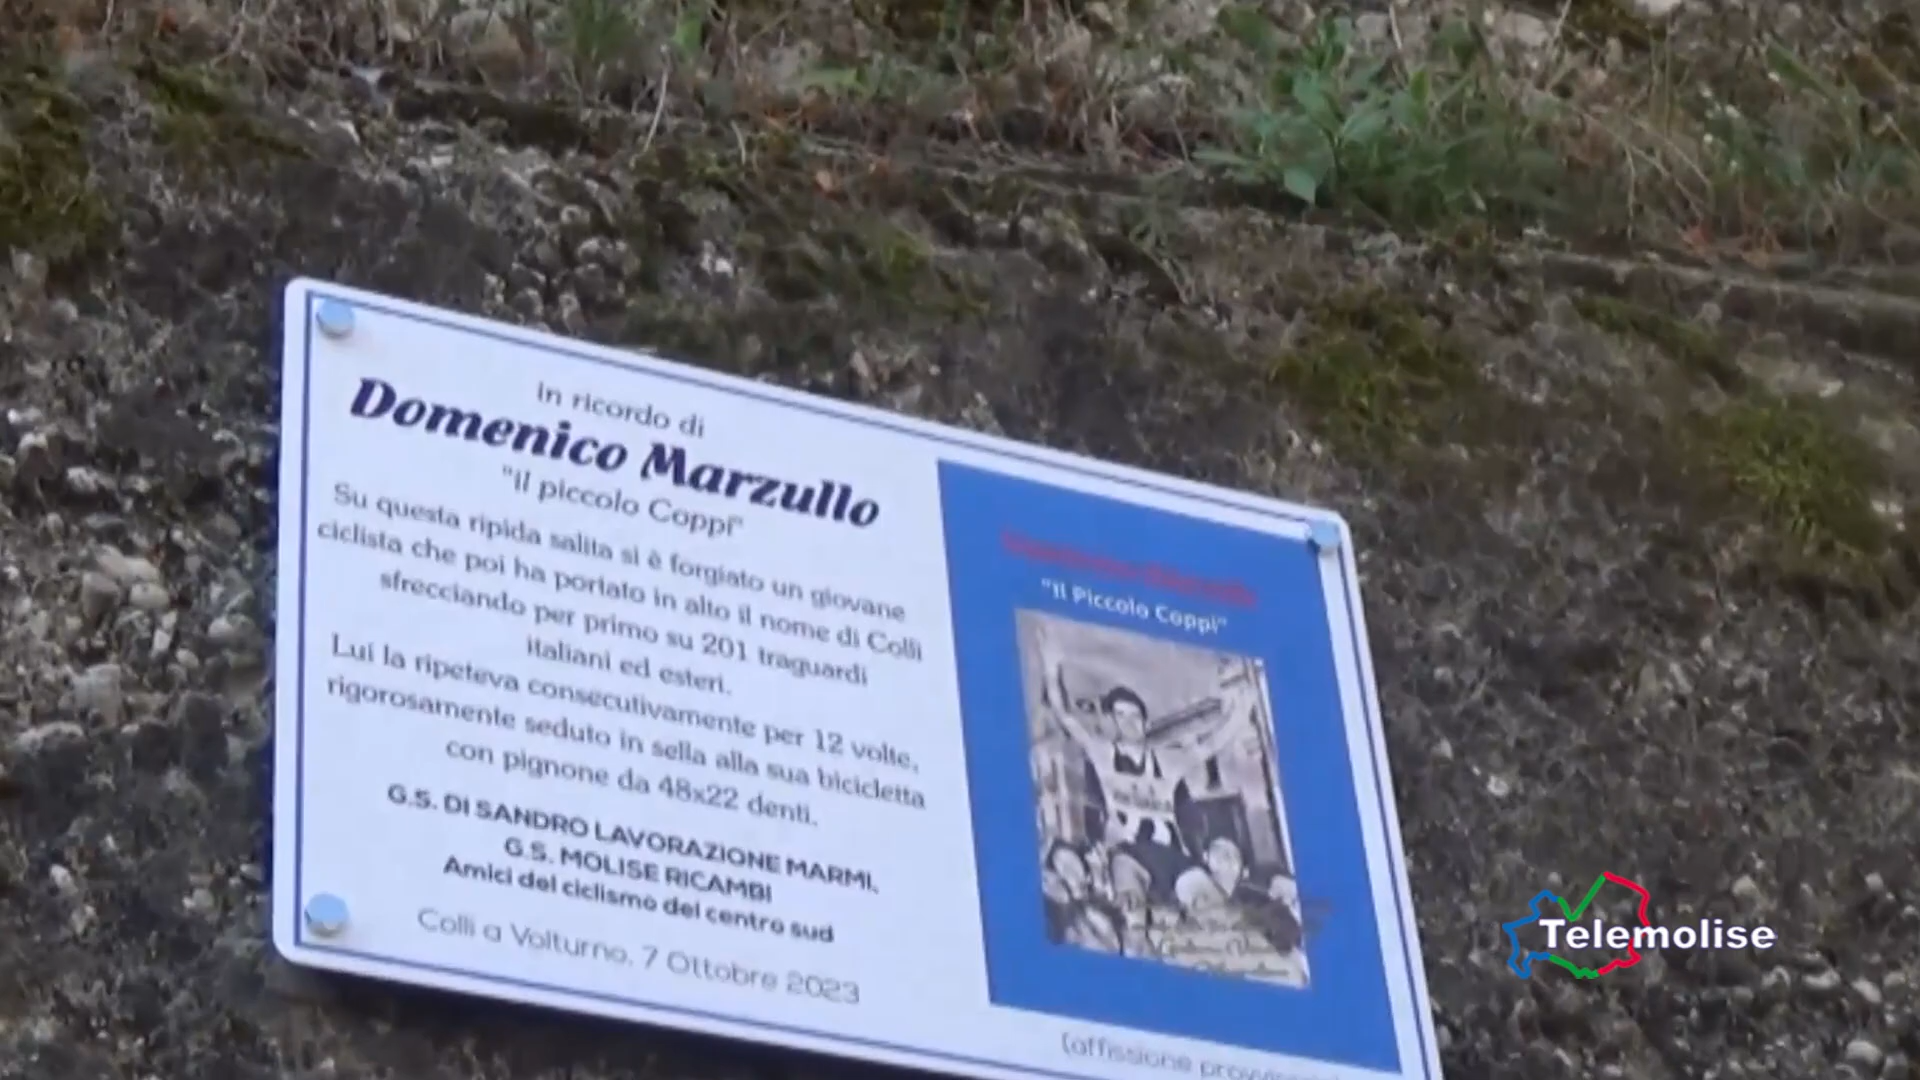 In ricordo di
Domenico Marzullo
"il piccolo Coppi"
Su questa ripida salita si è forgiato un giovane
ciclista che poi ha portato in alto il nome di Colli
sfrecciando per primo su 201 traguardi
italiani ed esteri.
Lui la ripeteva consecutivamente per 12 volte,
rigorosamente seduto in sella alla sua bicicletta
con pignone da 48x22 denti.
G.S. DI SANDRO LAVORAZIONE MARMI,
G.S. MOLISE RICAMBI
Amici del ciclismo del centro sud
Colli a Volturno, 7 Ottobre 2023
"Il Piccolo Coppi"
(affissione
Telemolise